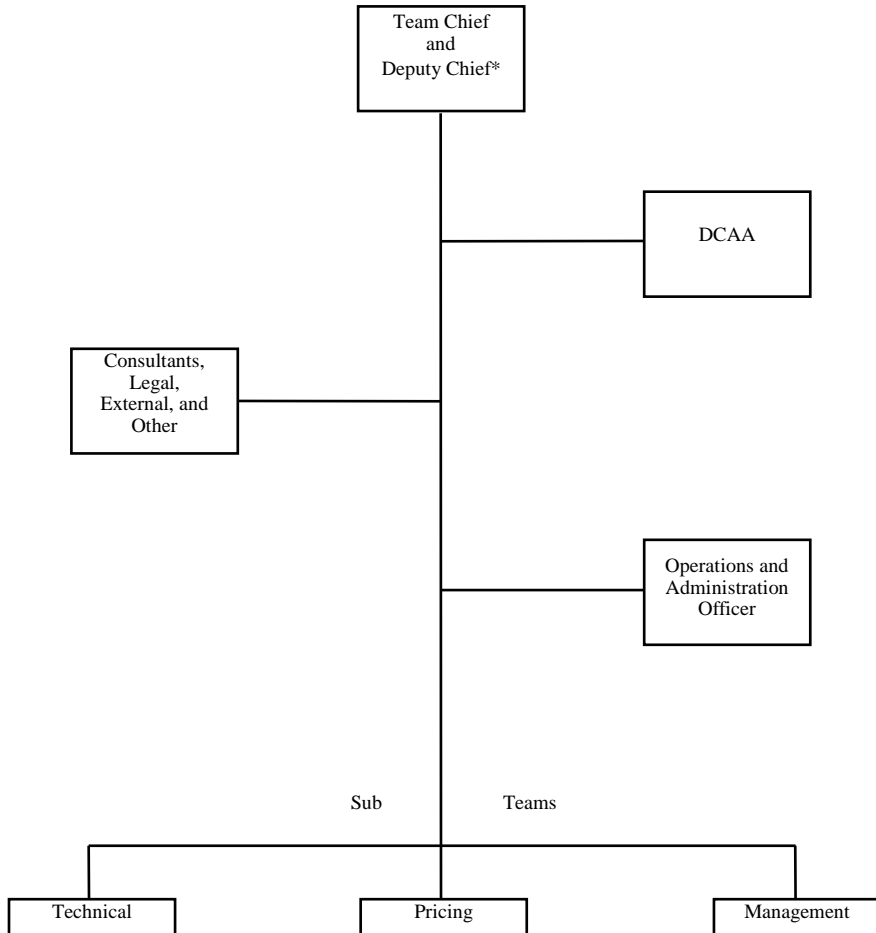 Team Chief
and
Deputy Chief*
DCAA
Consultants,
Legal,
External, and
Other
Operations and
Administration
Officer
Sub Teams
Technical
Pricing
Management